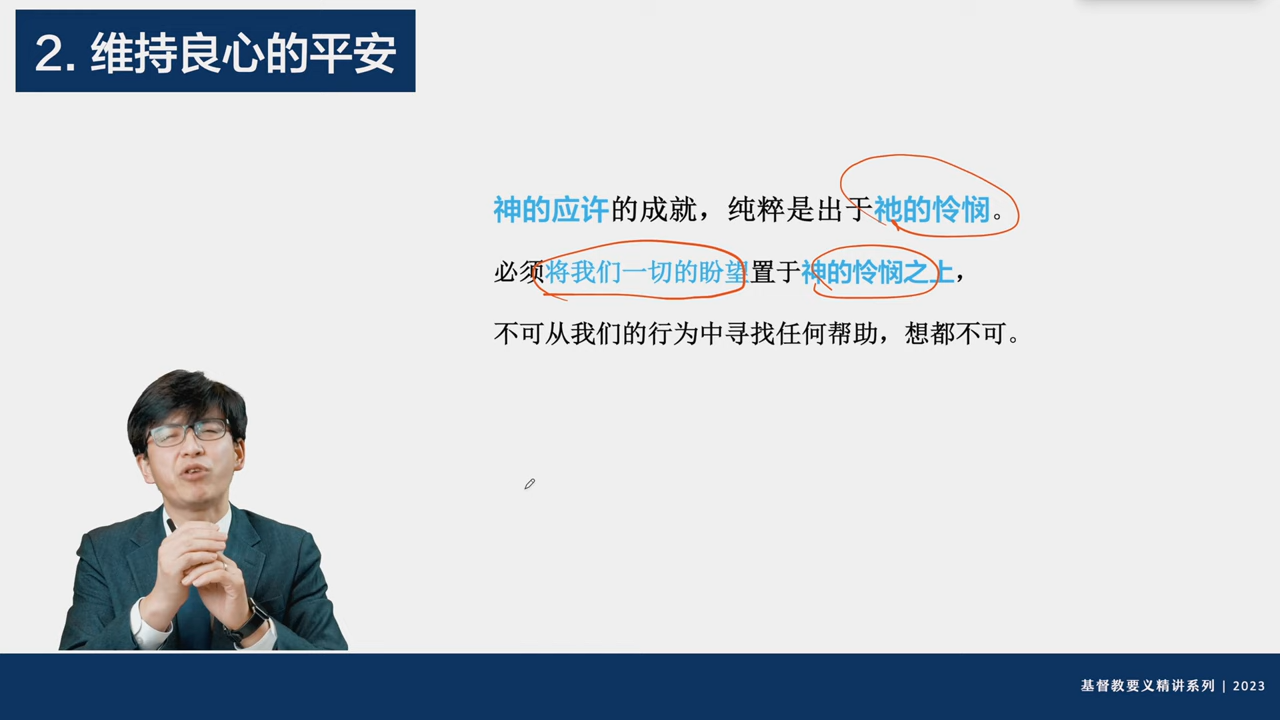 2. 维持良心的平安
神的应许的成就，纯粹是出于祂的怜悯。
必须将我们一切的盼望置于神的怜悯之上，
不可从我们的行为中寻找任何帮助，想都不可。
基督教要义精讲系列 | 2023